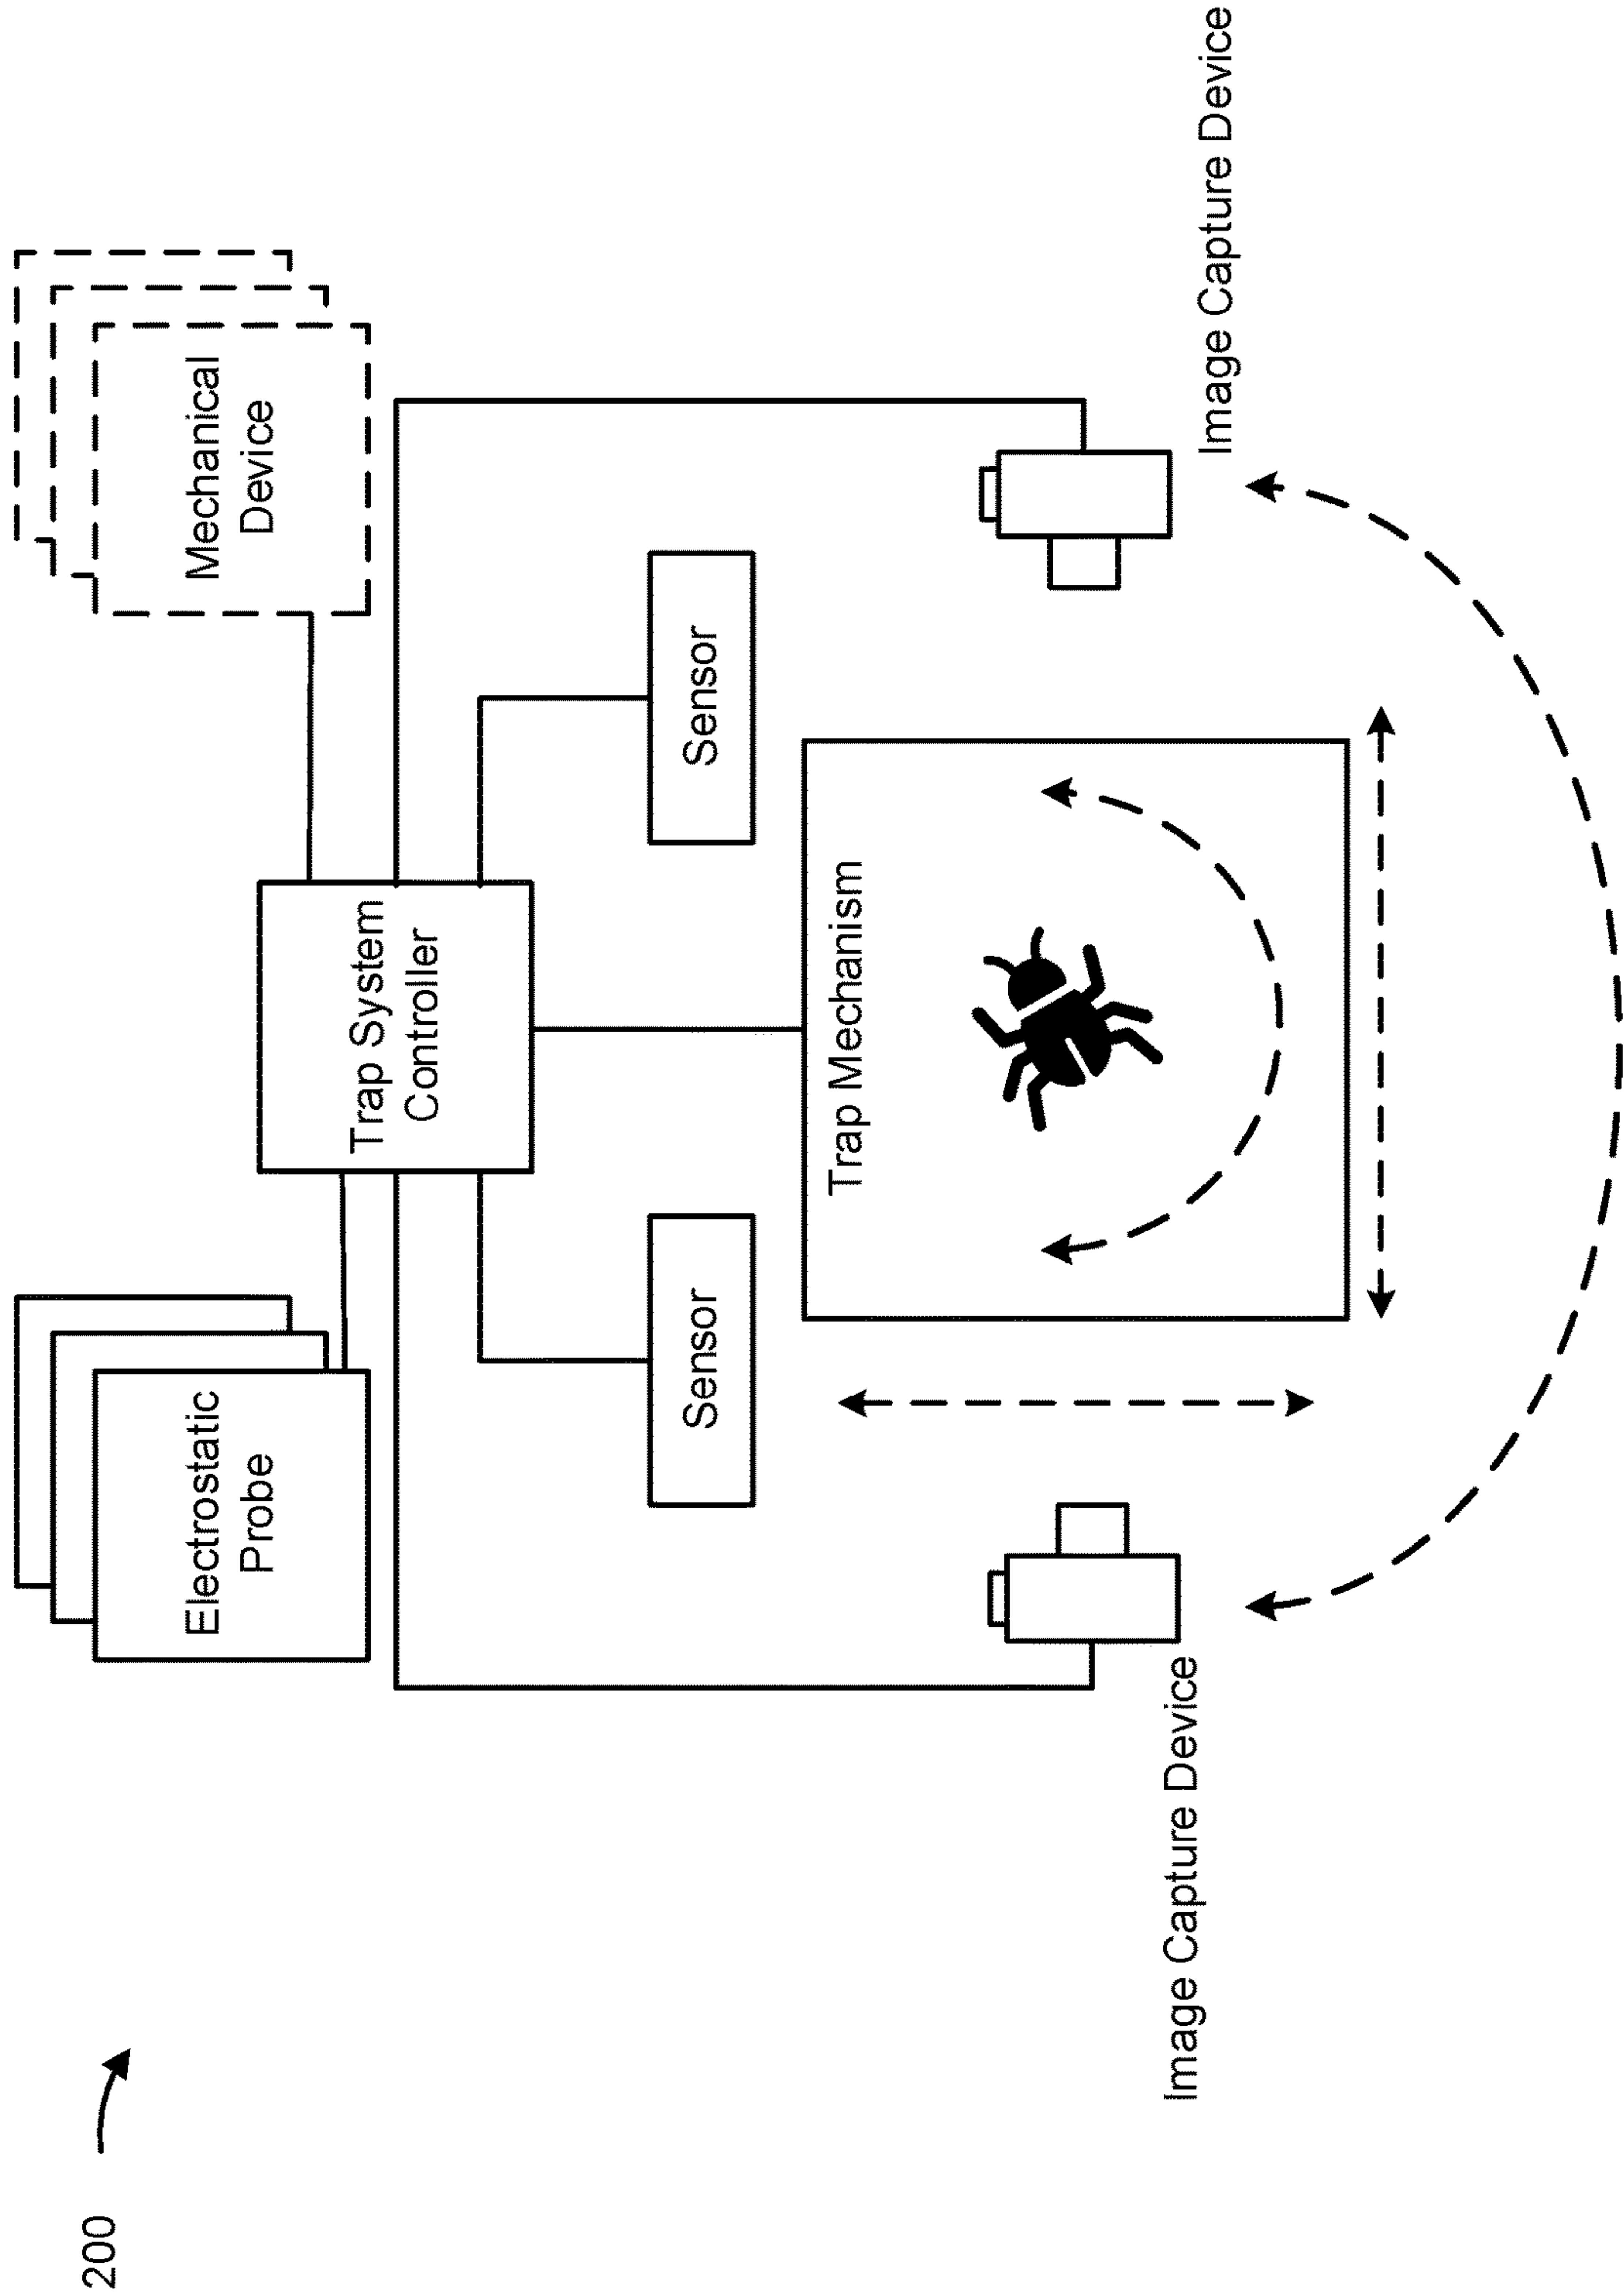 200
Electrostatic
Probe
Trap System
Controller
Mechanical
Device
Sensor
Sensor
Trap Mechanism
Image Capture Device
Image Capture Device